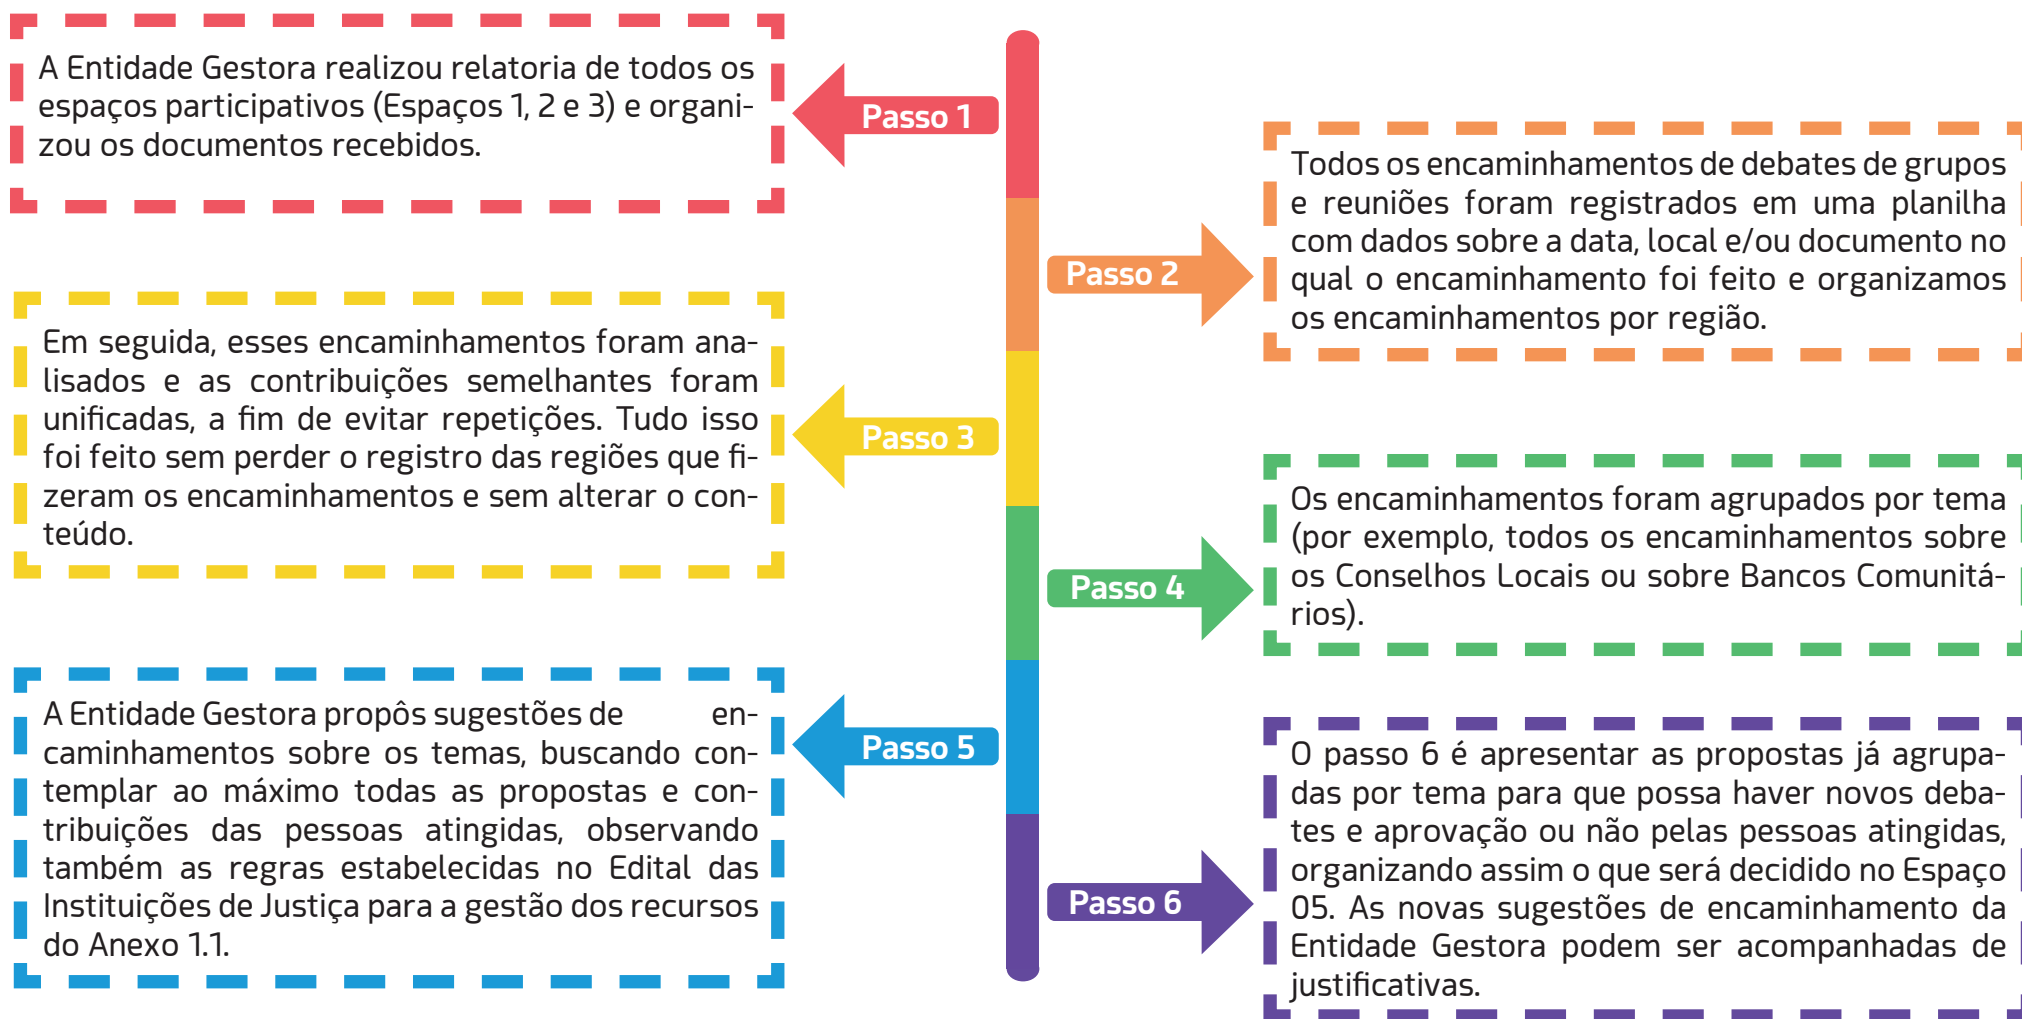 A Entidade Gestora realizou relatoria de todos os
espaços participativos (Espaços 1, 2 e 3) e organi-
zou os documentos recebidos.
Passo 1
Todos os encaminhamentos de debates de grupos
e reuniões foram registrados em uma planilha
com dados sobre a data, local e/ou documento no
qual o encaminhamento foi feito e organizamos
os encaminhamentos por região.
Passo 2
Em seguida, esses encaminhamentos foram ana-
lisados e as contribuições semelhantes foram
unificadas, a fim de evitar repetições. Tudo isso
foi feito sem perder o registro das regiões que fi-
zeram os encaminhamentos e sem alterar o con-
teúdo.
Passo 3
Os encaminhamentos foram agrupados por tema
(por exemplo, todos os encaminhamentos sobre
os Conselhos Locais ou sobre Bancos Comunitá-
rios).
Passo 4
A Entidade Gestora propôs sugestões de en-
caminhamentos sobre os temas, buscando con-
templar ao máximo todas as propostas e con-
tribuições das pessoas atingidas, observando
também as regras estabelecidas no Edital das
Instituições de Justiça para a gestão dos recursos
do Anexo 1.1.
Passo 5
O passo 6 é apresentar as propostas já agrupa-
das por tema para que possa haver novos deba-
tes e aprovação ou não pelas pessoas atingidas,
organizando assim o que será decidido no Espaço
05. As novas sugestões de encaminhamento da
Entidade Gestora podem ser acompanhadas de
justificativas.
Passo 6